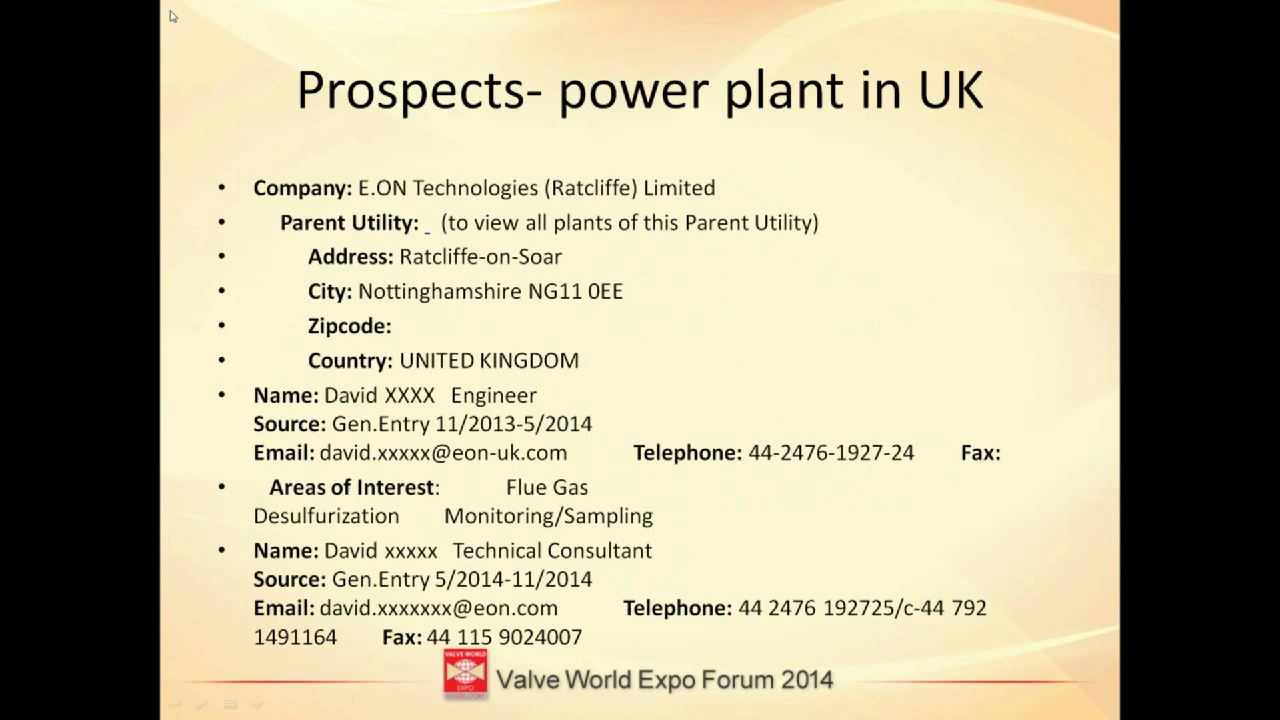 Prospects- power plant in UK
• Company: E.ON Technologies (Ratcliffe) Limited
• Parent Utility: (to view all plants of this Parent Utility)
• Address: Ratcliffe-on-Soar
• City: Nottinghamshire NG11 0EE
• Zipcode:
• Country: UNITED KINGDOM
• Name: David XXXX Engineer
Source: Gen.Entry 11/2013-5/2014
Email: david.xxxxx@eon-uk.com Telephone: 44-2476-1927-24 Fax:
• Areas of Interest: Flue Gas
Desulfurization Monitoring/Sampling
• Name: David xxxxx Technical Consultant
Source: Gen.Entry 5/2014-11/2014
Email: david.xxxxxxx@eon.com Telephone: 44 2476 192725/c-44 792
1491164 Fax: 44 115 9024007
VALVE WORLD
EXPO
Valve World Expo Forum 2014